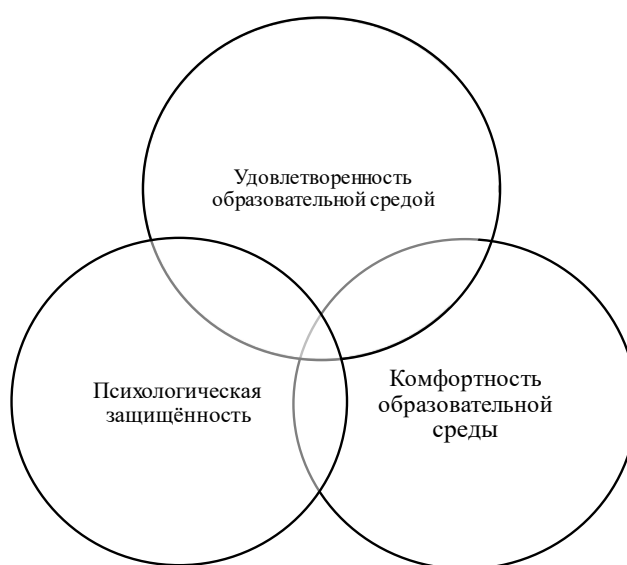 Удовлетворенность
образовательной средой
Психологическая
защищённость
Комфортность
образовательной
среды